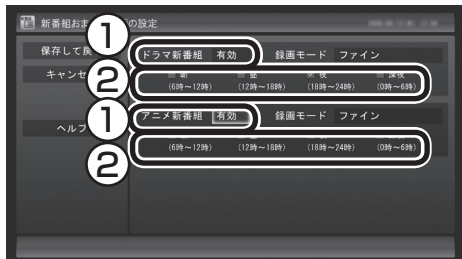 新番組おま の設定
保存して戻
キャンセ
ヘルプ
① ドラマ新番組 有効 録画モード ファイン
② 朝 昼 夜 深夜
(6時～12時) (12時～18時) (18時～24時) (0時～6時)
① アニメ新番組 有効 録画モード ファイン
② (6時～12時) (12時～18時) (18時～24時) (0時～6時)